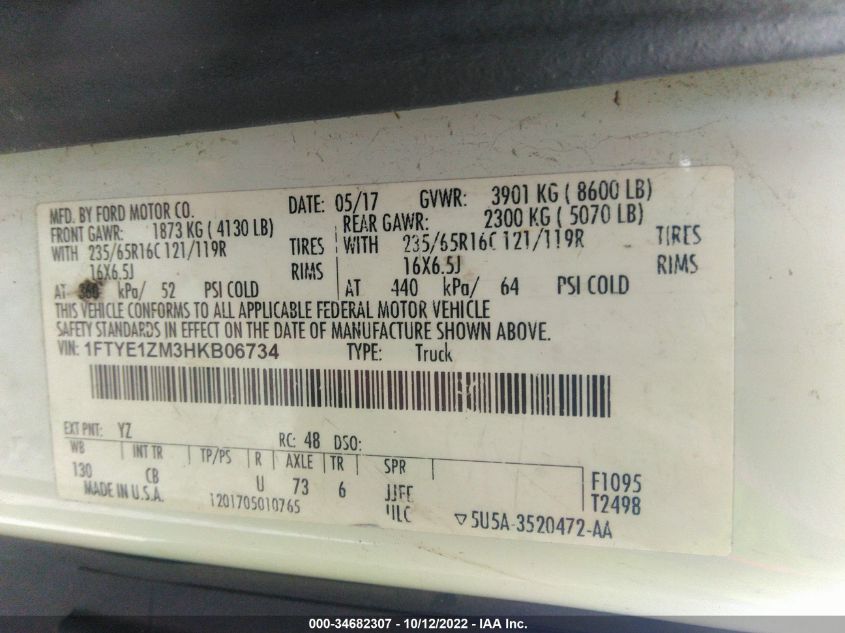 MFD. BY FORD MOTOR CO. DATE: 05/17 GVWR: 3901 KG ( 8600 LB)
FRONT GAWR: 1873 KG ( 4130 LB) REAR GAWR: 2300 KG ( 5070 LB)
WITH 235/65R16C 121/119R TIRES WITH 235/65R16C 121/119R TIRES
16X6.5J RIMS 16X6.5J RIMS
AT 360 kPa/ 52 PSI COLD AT 440 kPa/ 64 PSI COLD
THIS VEHICLE CONFORMS TO ALL APPLICABLE FEDERAL MOTOR VEHICLE
SAFETY STANDARDS IN EFFECT ON THE DATE OF MANUFACTURE SHOWN ABOVE.
VIN: 1FTYE1ZM3HKB06734 TYPE: Truck
EXT PNT: YZ RC: 48 DSO:
WB INT TR TP/PS R AXLE TR SPR
130 CB U 73 6 JJFF F1095
MADE IN U.S.A. 1201705010765 T2498
5U5A-3520472-AA
000-34682307 - 10/12/2022 - IAA Inc.